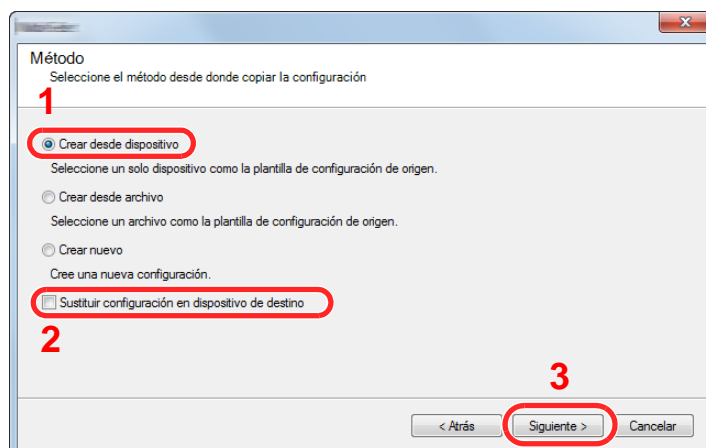 Método
Seleccione el método desde donde copiar la configuración
1
Crear desde dispositivo
Seleccione un solo dispositivo como la plantilla de configuración de origen.
Crear desde archivo
Seleccione un archivo como la plantilla de configuración de origen.
Crear nuevo
Cree una nueva configuración.
Sustituir configuración en dispositivo de destino
2
3
< Atrás
Siguiente >
Cancelar